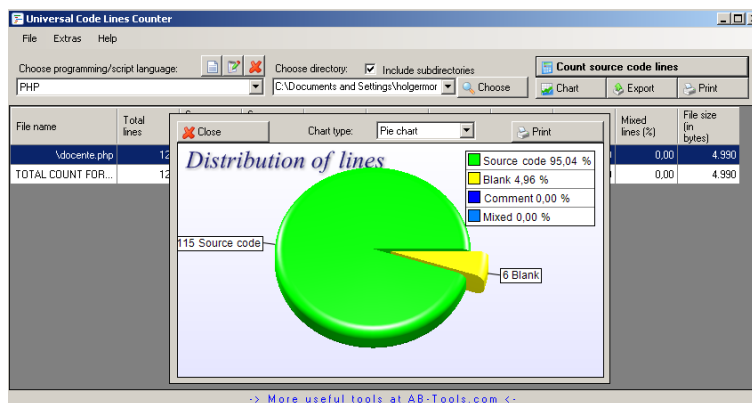 Universal Code Lines Counter
File Extras Help
Choose programming/script language:
Choose directory:
Include subdirectories
Count source code lines
PHP
C:\Documents and Settings\holgermor
Choose
Chart
Export
Print
File name
Total lines
Mixed lines (%)
File size (in bytes)
\docente.php 12 0,00 4.990
TOTAL COUNT FOR... 12 0,00 4.990
Close
Chart type:
Pie chart
Print
Distribution of lines
Source code 95,04 %
Blank 4,96 %
Comment 0,00 %
Mixed 0,00 %
115 Source code
6 Blank
-> More useful tools at AB-Tools.com <-